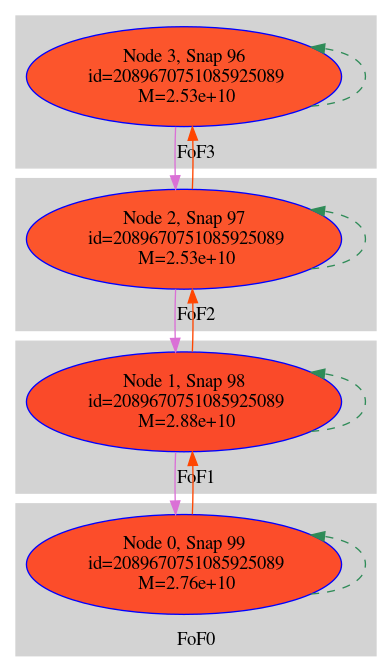 Node 3, Snap 96
id=2089670751085925089
M=2.53e+10
FoF3
Node 2, Snap 97
id=2089670751085925089
M=2.53e+10
FoF2
Node 1, Snap 98
id=2089670751085925089
M=2.88e+10
FoF1
Node 0, Snap 99
id=2089670751085925089
M=2.76e+10
FoF0